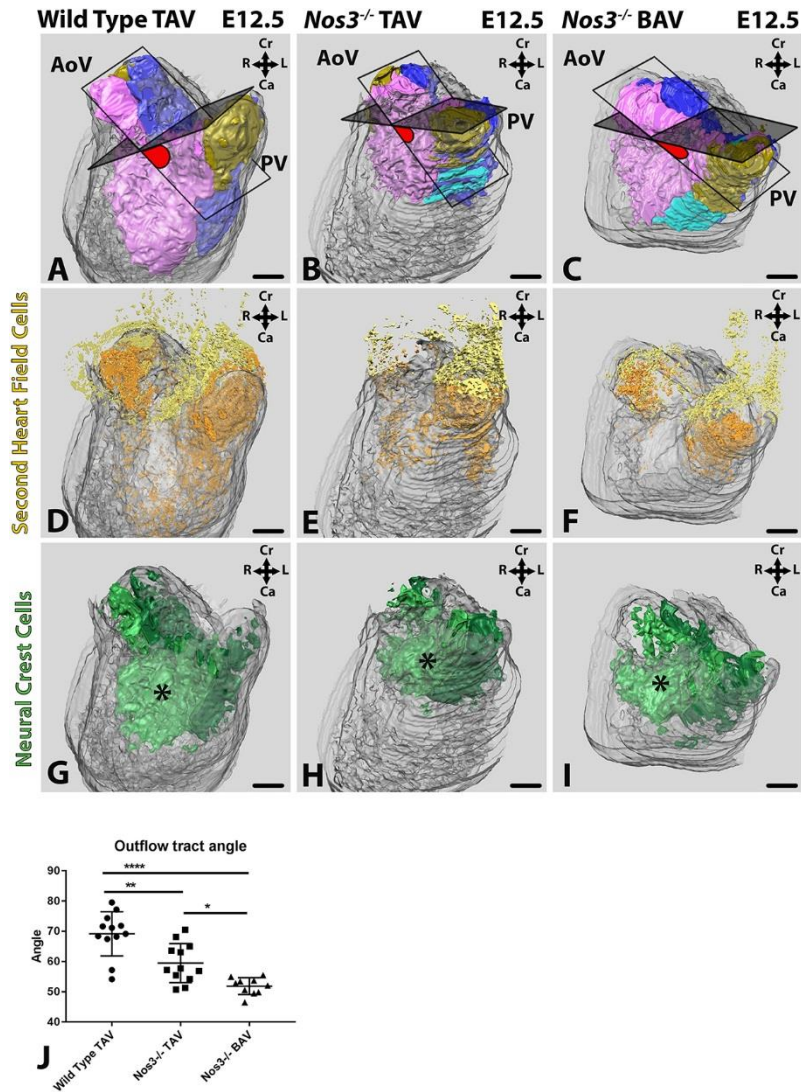 Wild Type TAV E12.5 Nos3-/- TAV E12.5 Nos3-/- BAV E12.5
AoV Cr R L Ca PV A
AoV Cr R L Ca PV B
AoV Cr R L Ca PV C
Second Heart Field Cells
Cr R L Ca D
Cr R L Ca E
Cr R L Ca F
Neural Crest Cells
Cr R L Ca * G
Cr R L Ca * H
Cr R L Ca * I
Outflow tract angle
****
**
*
Angle
90
80
70
60
50
40
Wild Type TAV
Nos3-/- TAV
Nos3-/- BAV
J